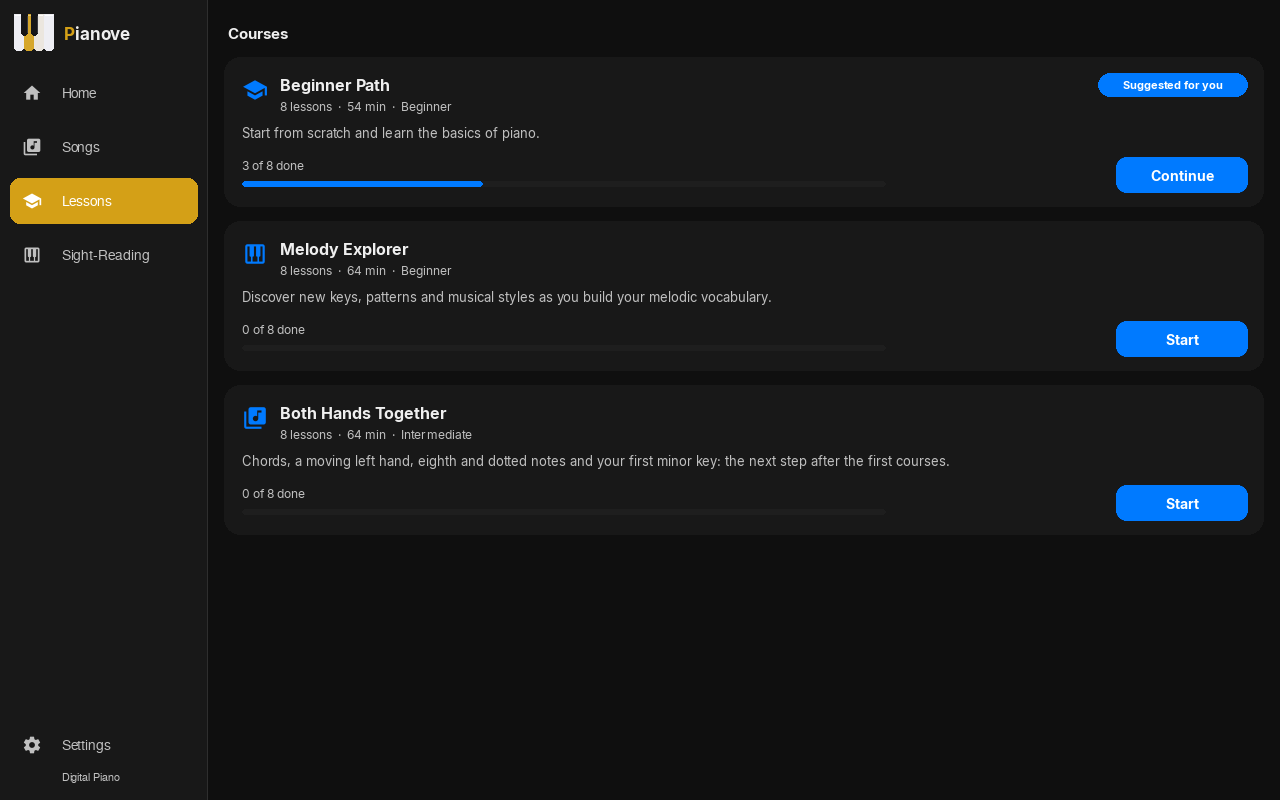 Pianove
Home
Songs
Lessons
Sight-Reading
Settings
Digital Piano
Courses
Beginner Path
Suggested for you
8 lessons · 54 min · Beginner
Start from scratch and learn the basics of piano.
3 of 8 done
Continue
Melody Explorer
8 lessons · 64 min · Beginner
Discover new keys, patterns and musical styles as you build your melodic vocabulary.
0 of 8 done
Start
Both Hands Together
8 lessons · 64 min · Intermediate
Chords, a moving left hand, eighth and dotted notes and your first minor key: the next step after the first courses.
0 of 8 done
Start